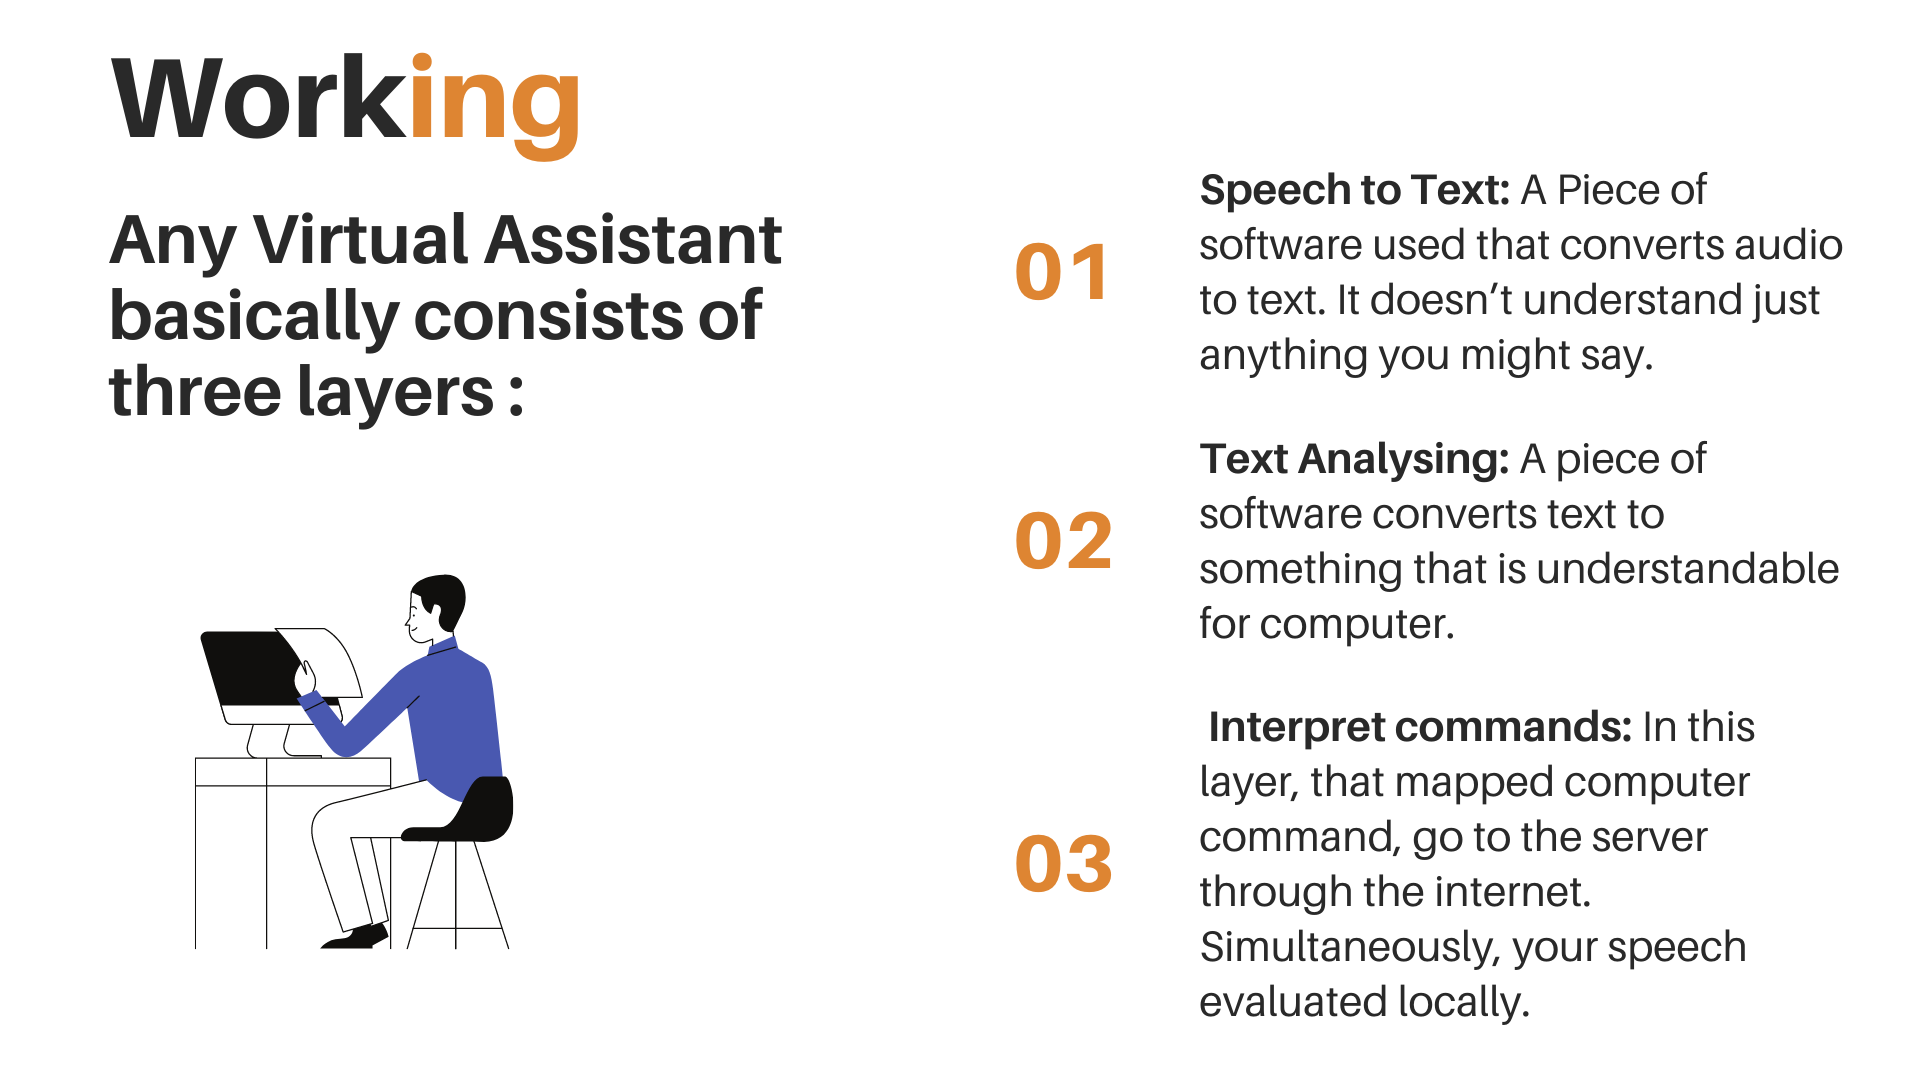 Working
Any Virtual Assistant
basically consists of
three layers :
01
Speech to Text: A Piece of
software used that converts audio
to text. It doesn’t understand just
anything you might say.
02
Text Analysing: A piece of
software converts text to
something that is understandable
for computer.
03
Interpret commands: In this
layer, that mapped computer
command, go to the server
through the internet.
Simultaneously, your speech
evaluated locally.